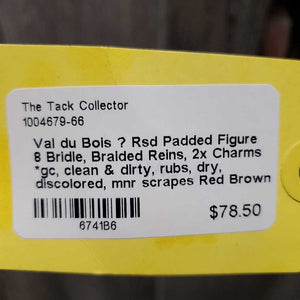 The Tack Collector
1004679-66
Val du Bois ? Rsd Padded Figure
8 Bridle, Braided Reins, 2x Charms
*gc, clean & dirty, rubs, dry,
discolored, mnr scrapes Red Brown
6741B6
$78.50